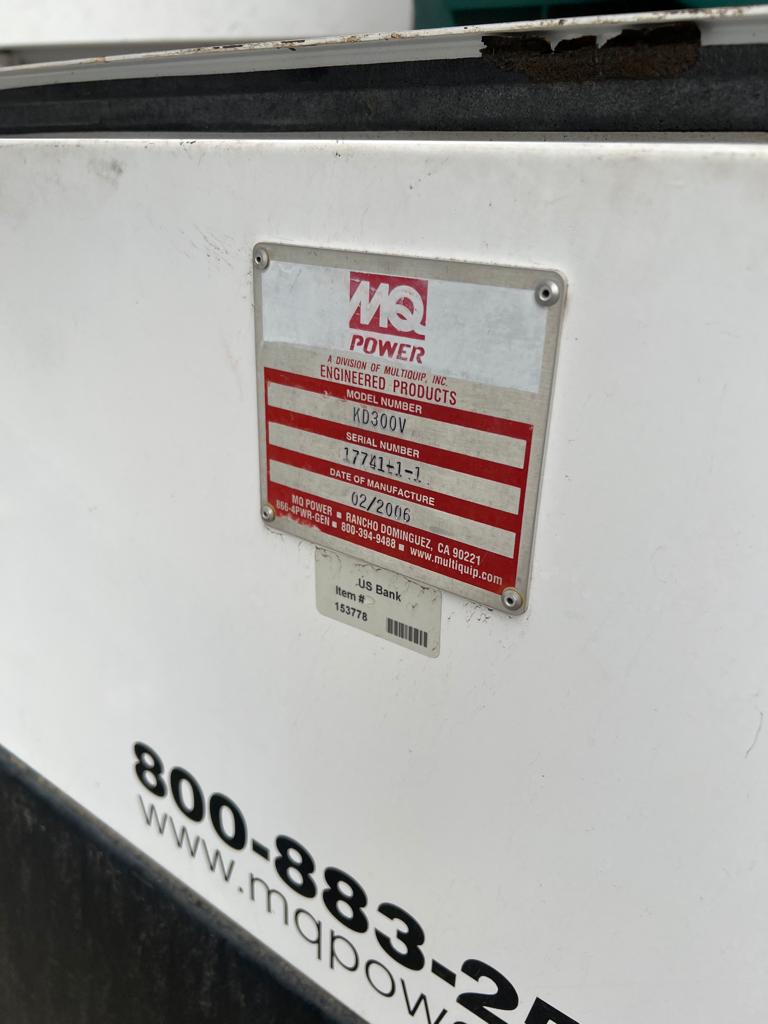 MQ
POWER
A DIVISION OF MULTIQUIP, INC.
ENGINEERED PRODUCTS
MODEL NUMBER
KD300V
SERIAL NUMBER
17741-1-1
DATE OF MANUFACTURE
02/2006
MQ POWER ■ RANCHO DOMINGUEZ, CA 90221
866-4PWR-GEN ■ 800-394-9488 ■ www.multiquip.com
US Bank
Item #
153778
800-883-25
www.mqpow